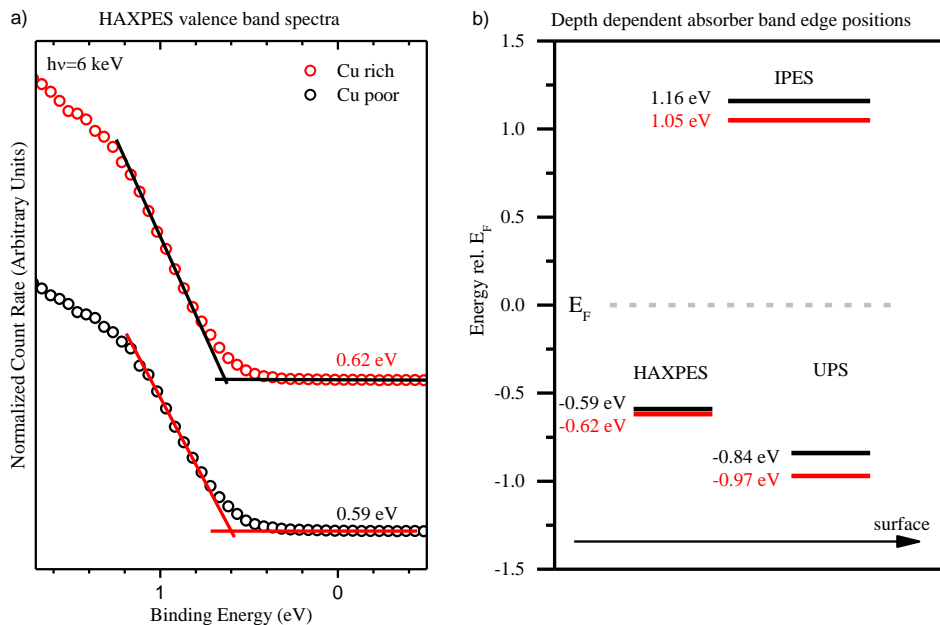 a)
HAXPES valence band spectra
hν=6 keV
Cu rich
Cu poor
0.62 eV
0.59 eV
Normalized Count Rate (Arbitrary Units)
1
0
Binding Energy (eV)
b)
Depth dependent absorber band edge positions
1.5
1.0
0.5
0.0
-0.5
-1.0
-1.5
Energy rel. E_F
IPES
1.16 eV
1.05 eV
E_F
HAXPES
UPS
-0.59 eV
-0.62 eV
-0.84 eV
-0.97 eV
surface